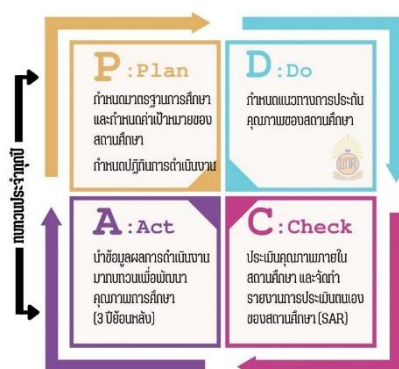 ทบทวนประจำทุกปี
P:Plan
กำหนดมาตรฐานการศึกษา
และกำหนดค่าเป้าหมายของ
สถานศึกษา
กำหนดปฏิทินการดำเนินงาน
D:Do
กำหนดแนวทางการประกัน
คุณภาพของสถานศึกษา
A:Act
นำข้อมูลผลการดำเนินงาน
มาทบทวนเพื่อพัฒนา
คุณภาพการศึกษา
(3 ปีย้อนหลัง)
C:Check
ประเมินคุณภาพภายใน
สถานศึกษา และจัดทำ
รายงานการประเมินตนเอง
ของสถานศึกษา (SAR)